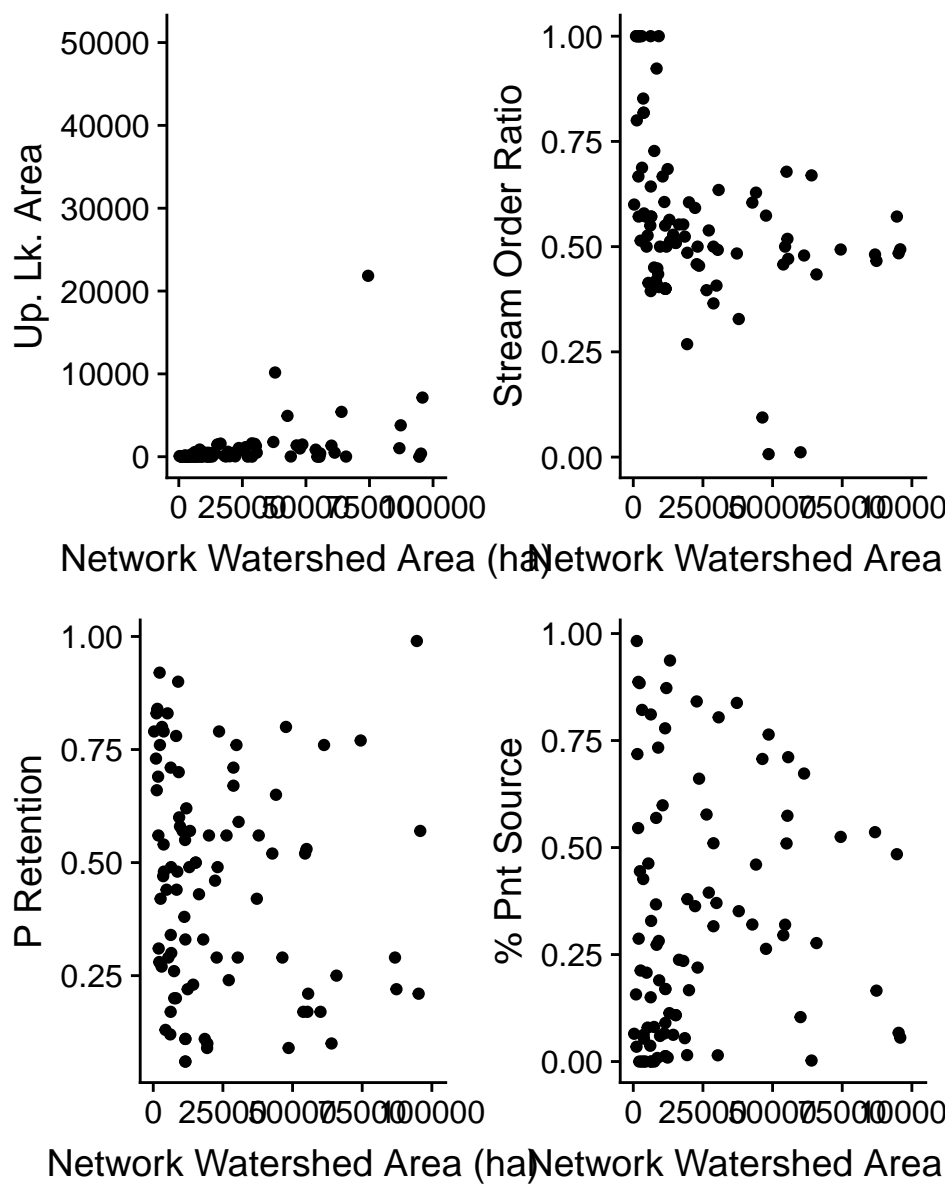 Up. Lk. Area
50000
40000
30000
20000
10000
0
0 25000 50000 75000 100000
Network Watershed Area (ha)
Stream Order Ratio
1.00
0.75
0.50
0.25
0.00
0 25000 50000 75000 10000
Network Watershed Area
P Retention
1.00
0.75
0.50
0.25
0 25000 50000 75000 100000
Network Watershed Area (ha)
% Pnt Source
1.00
0.75
0.50
0.25
0.00
0 25000 50000 75000 10000
Network Watershed Area